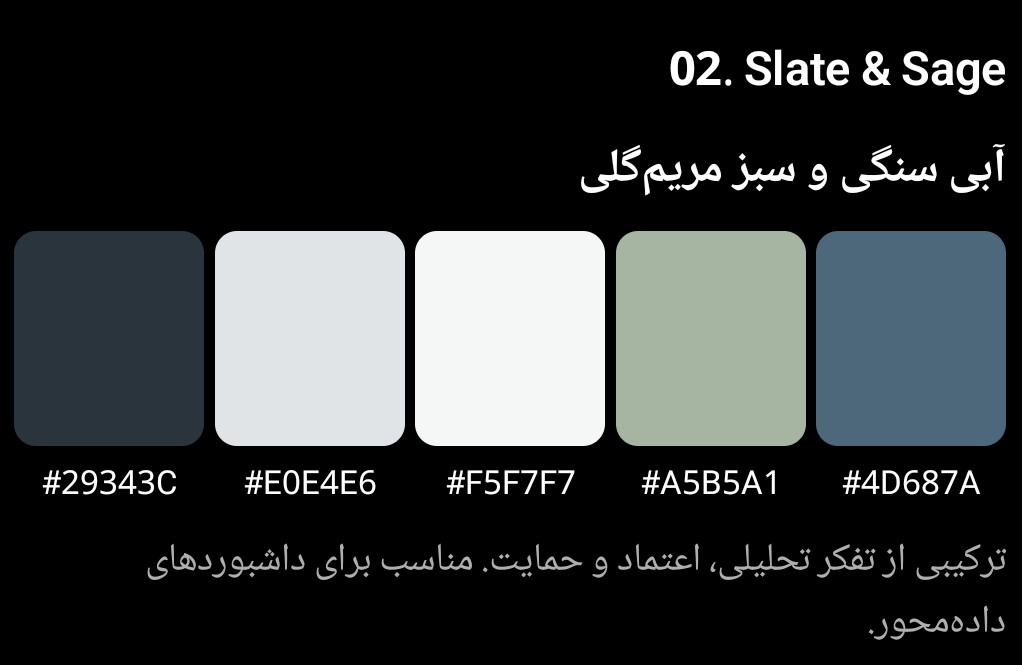 02. Slate & Sage
آبی سنگی و سبز مریم‌گلی
#4D687A
#A5B5A1
#F5F7F7
#E0E4E6
#29343C
ترکیبی از تفکر تحلیلی، اعتماد و حمایت. مناسب برای داشبوردهای
داده‌محور.